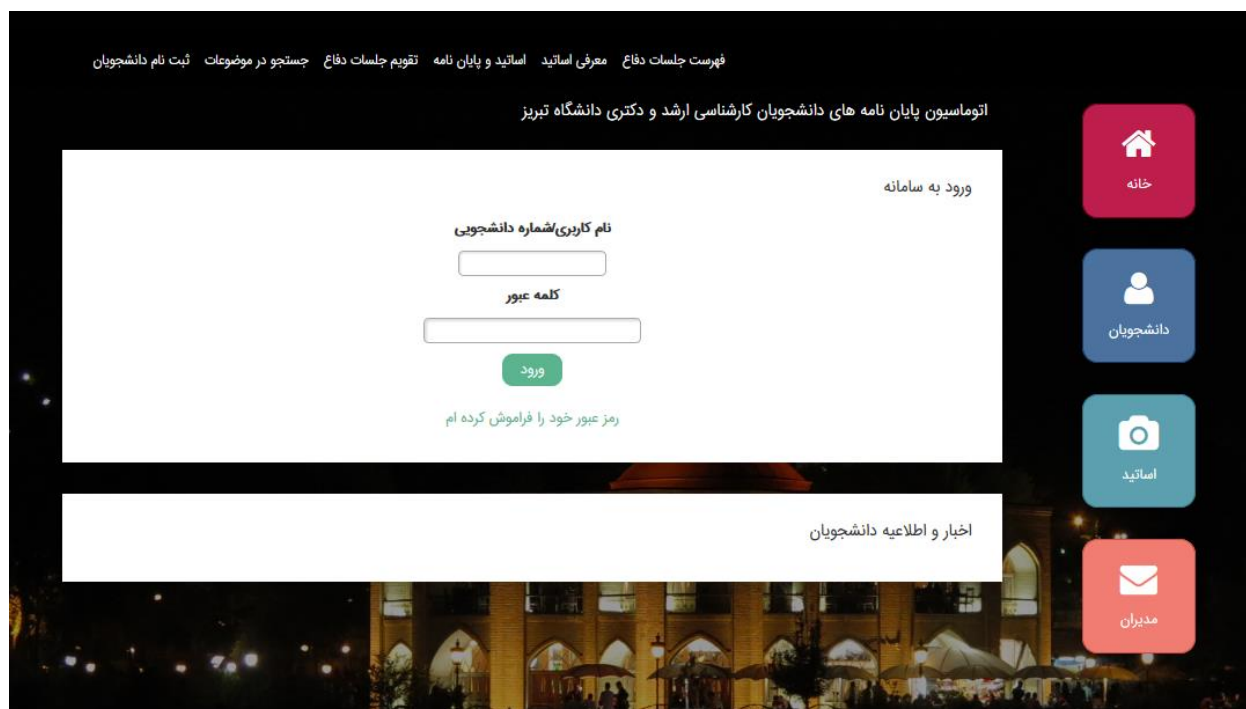 فهرست جلسات دفاع معرفی اساتید اساتید و پایان نامه تقویم جلسات دفاع جستجو در موضوعات ثبت نام دانشجویان
اتوماسیون پایان نامه های دانشجویان کارشناسی ارشد و دکتری دانشگاه تبریز
خانه
دانشجویان
اساتید
مدیران
ورود به سامانه
نام کاربری/شماره دانشجویی
کلمه عبور
ورود
رمز عبور خود را فراموش کرده ام
اخبار و اطلاعیه دانشجویان